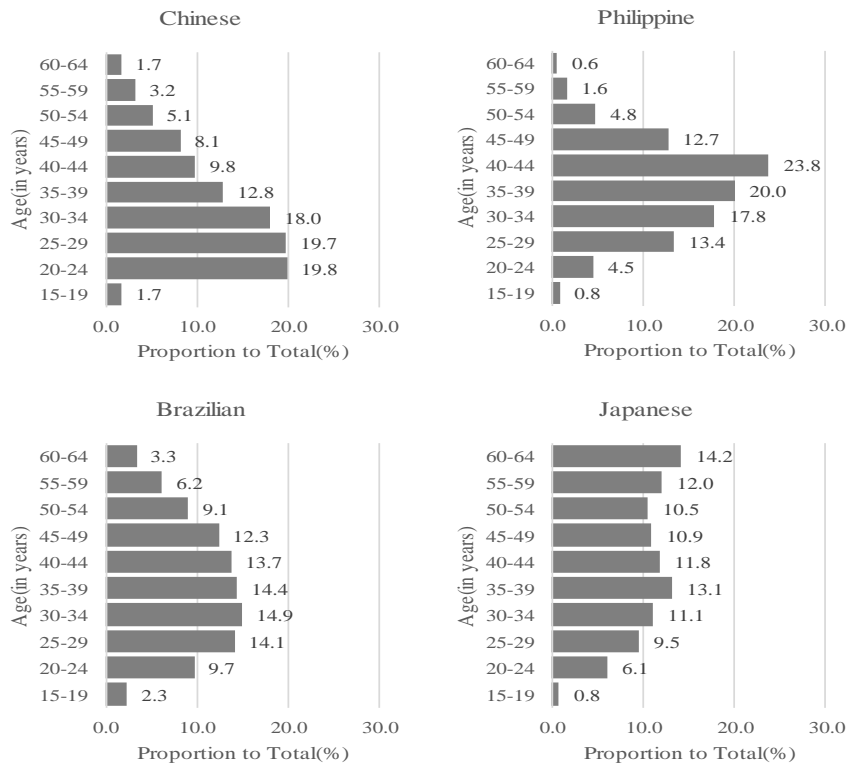 Chinese
Age(in years)
60-64 1.7
55-59 3.2
50-54 5.1
45-49 8.1
40-44 9.8
35-39 12.8
30-34 18.0
25-29 19.7
20-24 19.8
15-19 1.7
0.0 10.0 20.0 30.0
Proportion to Total(%)
Philippine
Age(in years)
60-64 0.6
55-59 1.6
50-54 4.8
45-49 12.7
40-44 23.8
35-39 20.0
30-34 17.8
25-29 13.4
20-24 4.5
15-19 0.8
0.0 10.0 20.0 30.0
Proportion to Total(%)
Brazilian
Age(in years)
60-64 3.3
55-59 6.2
50-54 9.1
45-49 12.3
40-44 13.7
35-39 14.4
30-34 14.9
25-29 14.1
20-24 9.7
15-19 2.3
0.0 10.0 20.0 30.0
Proportion to Total(%)
Japanese
Age(in years)
60-64 14.2
55-59 12.0
50-54 10.5
45-49 10.9
40-44 11.8
35-39 13.1
30-34 11.1
25-29 9.5
20-24 6.1
15-19 0.8
0.0 10.0 20.0 30.0
Proportion to Total(%)